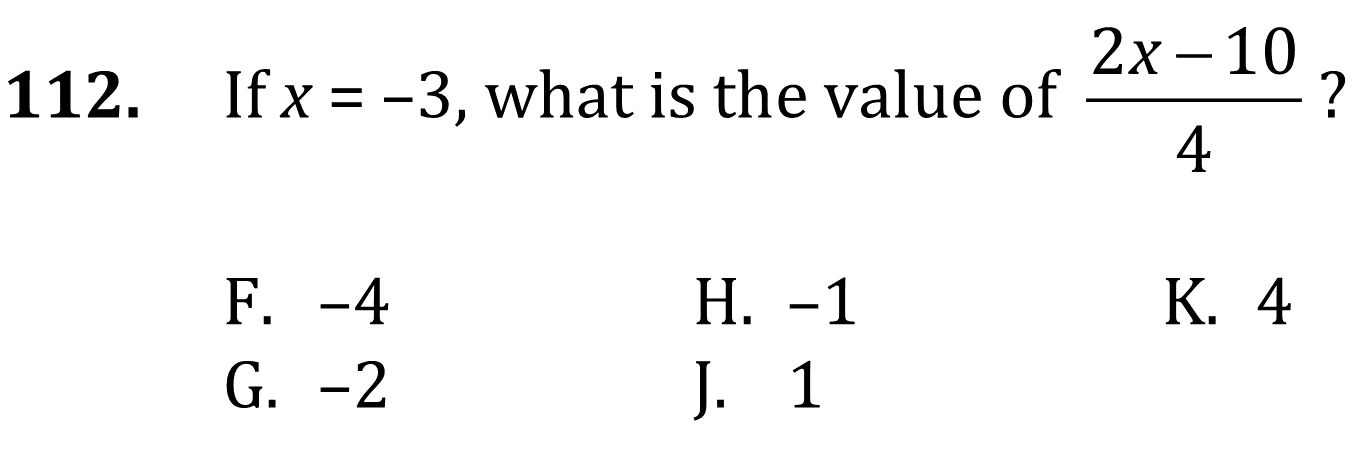 112. If x = –3, what is the value of (2x – 10)/4 ?
F. –4 H. –1 K. 4
G. –2 J. 1